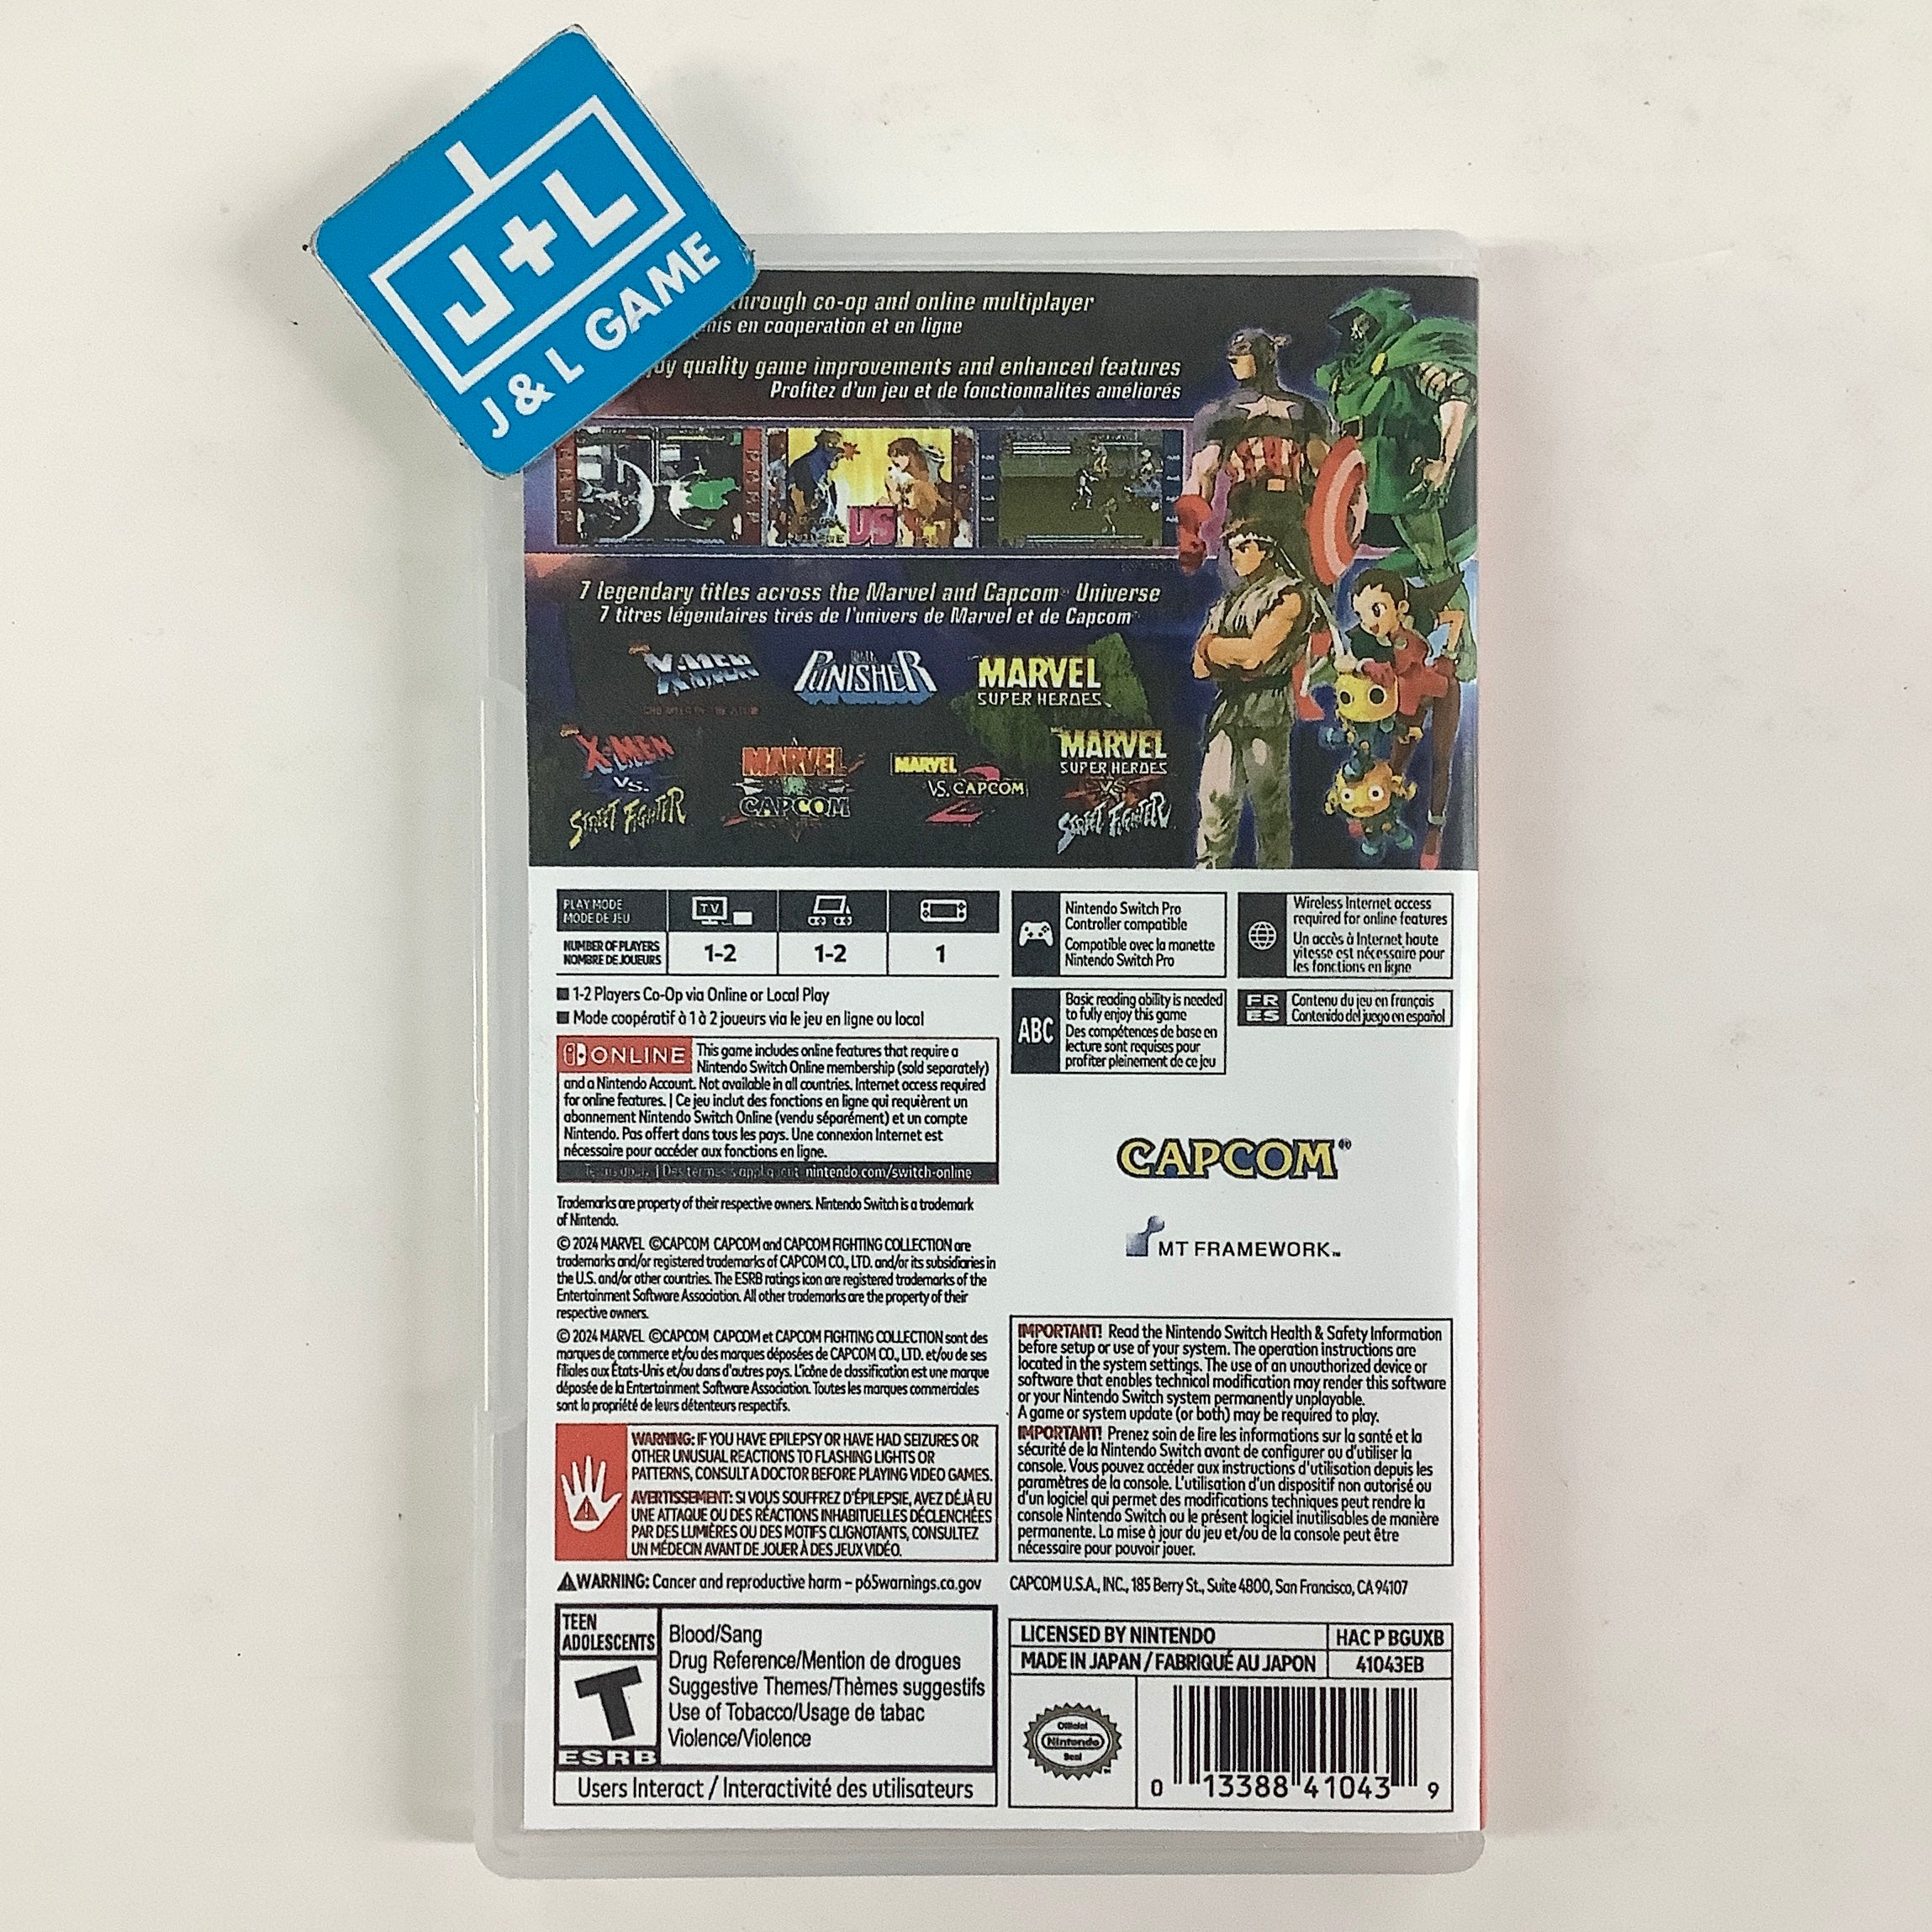 J+L
J & L GAME
through co-op and online multiplayer
en cooperation et en ligne
quality game improvements and enhanced features
Profitez d'un jeu et de fonctionnalités améliorés
VS
7 legendary titles across the Marvel and Capcom Universe
7 titres légendaires tirés de l'univers de Marvel et de Capcom
X-MEN
THE PUNISHER
MARVEL
SUPER HEROES
X-MEN
VS.
STREET FIGHTER
MARVEL
VS
CAPCOM
MARVEL
VS. CAPCOM
2
MARVEL
SUPER HEROES
VS
STREET FIGHTER
PLAY MODE
MODE DE JEU
TV
NUMBER OF PLAYERS
NOMBRE DE JOUEURS
1-2
1-2
1
■ 1-2 Players Co-Op via Online or Local Play
■ Mode coopératif à 1 à 2 joueurs via le jeu en ligne ou local
ONLINE This game includes online features that require a
Nintendo Switch Online membership (sold separately)
and a Nintendo Account. Not available in all countries. Internet access required
for online features. | Ce jeu inclut des fonctions en ligne qui requièrent un
abonnement Nintendo Switch Online (vendu séparément) et un compte
Nintendo. Pas offert dans tous les pays. Une connexion Internet est
nécessaire pour accéder aux fonctions en ligne.
Terms apply. | Des termes s'appliquent. nintendo.com/switch-online
Nintendo Switch Pro
Controller compatible
Compatible avec la manette
Nintendo Switch Pro
Wireless Internet access
required for online features
Un accès à Internet haute
vitesse est nécessaire pour
les fonctions en ligne
ABC
Basic reading ability is needed
to fully enjoy this game
Des compétences de base en
lecture sont requises pour
profiter pleinement de ce jeu
FR
ES
Contenu du jeu en français
Contenido del juego en español
CAPCOM®
MT FRAMEWORK™
Trademarks are property of their respective owners. Nintendo Switch is a trademark
of Nintendo.
© 2024 MARVEL ©CAPCOM CAPCOM and CAPCOM FIGHTING COLLECTION are
trademarks and/or registered trademarks of CAPCOM CO., LTD. and/or its subsidiaries in
the U.S. and/or other countries. The ESRB ratings icon are registered trademarks of the
Entertainment Software Association. All other trademarks are the property of their
respective owners.
© 2024 MARVEL ©CAPCOM CAPCOM et CAPCOM FIGHTING COLLECTION sont des
marques de commerce et/ou des marques déposées de CAPCOM CO., LTD. et/ou de ses
filiales aux États-Unis et/ou dans d'autres pays. L'icône de classification est une marque
déposée de la Entertainment Software Association. Toutes les marques commerciales
sont la propriété de leurs détenteurs respectifs.
WARNING: IF YOU HAVE EPILEPSY OR HAVE HAD SEIZURES OR
OTHER UNUSUAL REACTIONS TO FLASHING LIGHTS OR
PATTERNS, CONSULT A DOCTOR BEFORE PLAYING VIDEO GAMES.
AVERTISSEMENT: SI VOUS SOUFFREZ D'ÉPILEPSIE, AVEZ DÉJÀ EU
UNE ATTAQUE OU DES RÉACTIONS INHABITUELLES DÉCLENCHÉES
PAR DES LUMIÈRES OU DES MOTIFS CLIGNOTANTS, CONSULTEZ
UN MÉDECIN AVANT DE JOUER À DES JEUX VIDÉO.
IMPORTANT! Read the Nintendo Switch Health & Safety Information
before setup or use of your system. The operation instructions are
located in the system settings. The use of an unauthorized device or
software that enables technical modification may render this software
or your Nintendo Switch system permanently unplayable.
A game or system update (or both) may be required to play.
IMPORTANT! Prenez soin de lire les informations sur la santé et la
sécurité de la Nintendo Switch avant de configurer ou d'utiliser la
console. Vous pouvez accéder aux instructions d'utilisation depuis les
paramètres de la console. L'utilisation d'un dispositif non autorisé ou
d'un logiciel qui permet des modifications techniques peut rendre la
console Nintendo Switch ou le présent logiciel inutilisables de manière
permanente. La mise à jour du jeu et/ou de la console peut être
nécessaire pour pouvoir jouer.
⚠WARNING: Cancer and reproductive harm – p65warnings.ca.gov
CAPCOM U.S.A., INC., 185 Berry St., Suite 4800, San Francisco, CA 94107
TEEN
ADOLESCENTS
T
ESRB
Blood/Sang
Drug Reference/Mention de drogues
Suggestive Themes/Thèmes suggestifs
Use of Tobacco/Usage de tabac
Violence/Violence
Users Interact / Interactivité des utilisateurs
LICENSED BY NINTENDO
HAC P BGUXB
MADE IN JAPAN / FABRIQUÉ AU JAPON
41043EB
Official
Nintendo
Seal
0 13388 41043 9